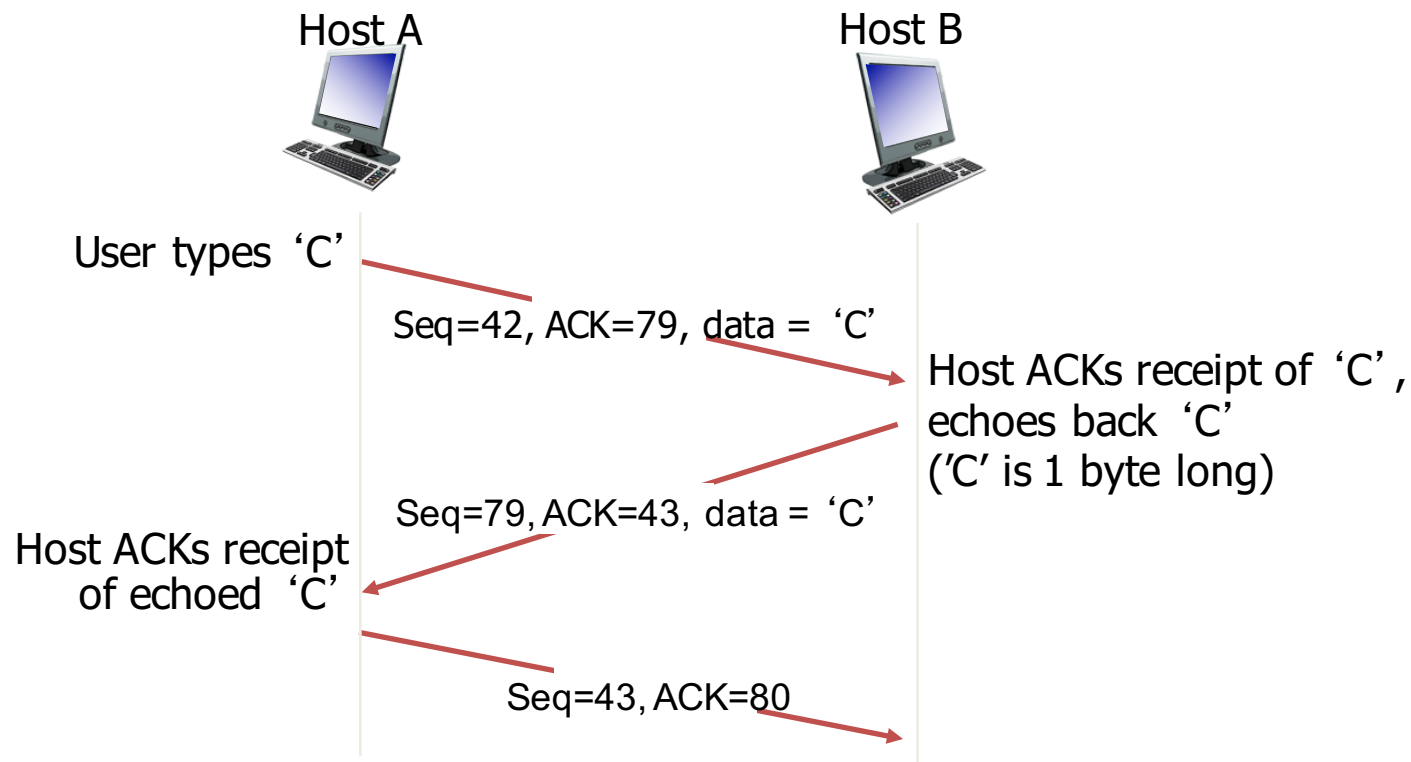 Host A
Host B
User types ‘C’
Seq=42, ACK=79, data = ‘C’
Host ACKs receipt of ‘C’,
echoes back ‘C’
(’C’ is 1 byte long)
Seq=79, ACK=43, data = ‘C’
Host ACKs receipt
of echoed ‘C’
Seq=43, ACK=80